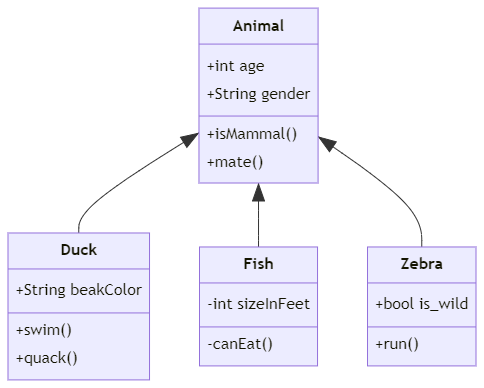 Animal
+int age
+String gender
+isMammal()
+mate()
Duck
+String beakColor
+swim()
+quack()
Fish
-int sizeInFeet
-canEat()
Zebra
+bool is_wild
+run()